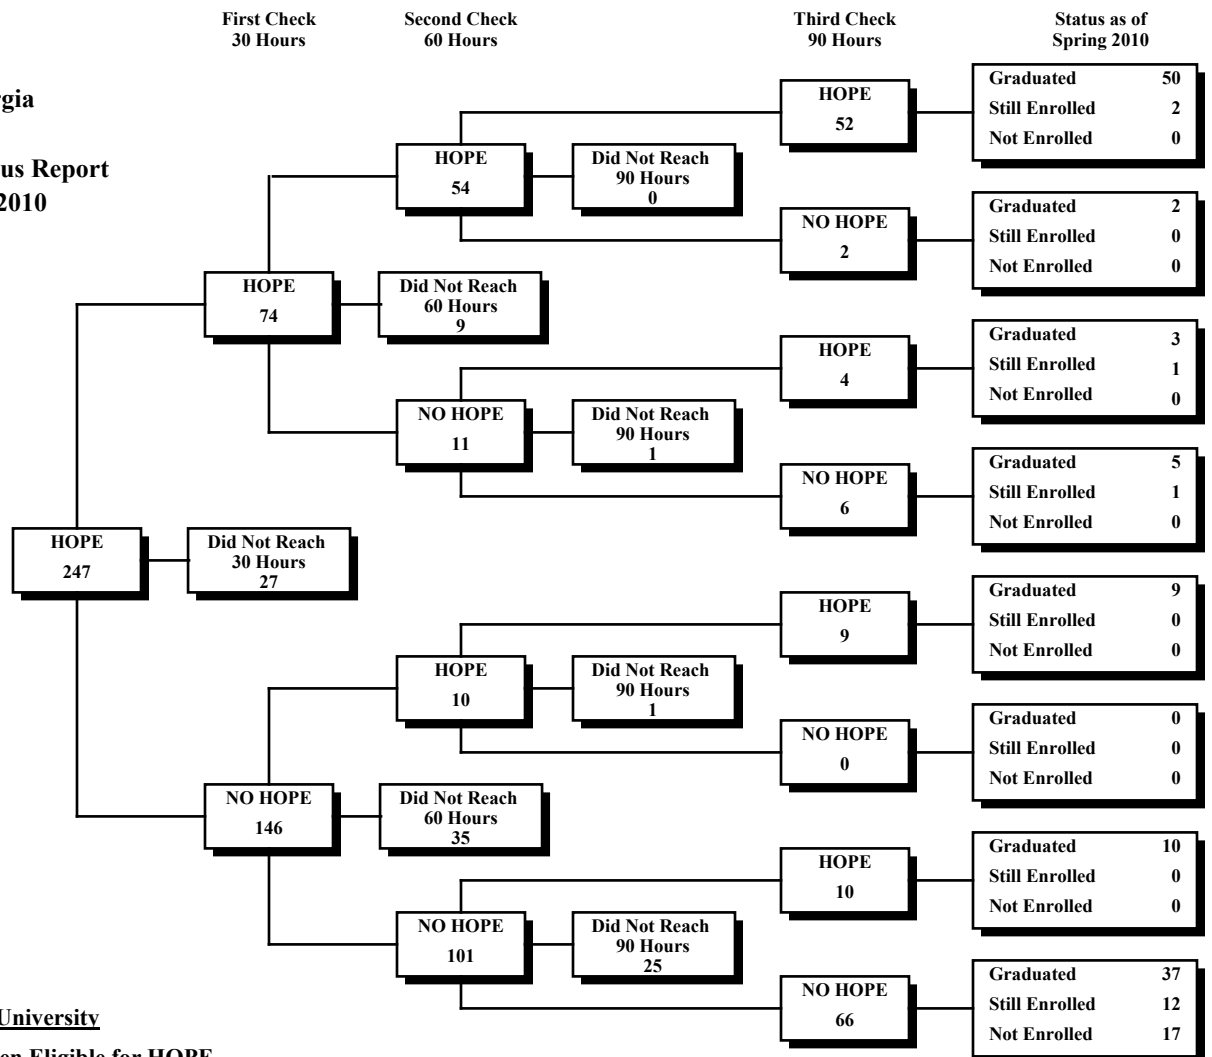 First Check
30 Hours
Second Check
60 Hours
Third Check
90 Hours
Status as of
Spring 2010
rgia
us Report
2010
HOPE
247
Did Not Reach
30 Hours
27
HOPE
74
Did Not Reach
60 Hours
9
NO HOPE
146
Did Not Reach
60 Hours
35
HOPE
54
Did Not Reach
90 Hours
0
NO HOPE
11
Did Not Reach
90 Hours
1
HOPE
10
Did Not Reach
90 Hours
1
NO HOPE
101
Did Not Reach
90 Hours
25
HOPE
52
Graduated 50
Still Enrolled 2
Not Enrolled 0
NO HOPE
2
Graduated 2
Still Enrolled 0
Not Enrolled 0
HOPE
4
Graduated 3
Still Enrolled 1
Not Enrolled 0
NO HOPE
6
Graduated 5
Still Enrolled 1
Not Enrolled 0
HOPE
9
Graduated 9
Still Enrolled 0
Not Enrolled 0
NO HOPE
0
Graduated 0
Still Enrolled 0
Not Enrolled 0
HOPE
10
Graduated 10
Still Enrolled 0
Not Enrolled 0
NO HOPE
66
Graduated 37
Still Enrolled 12
Not Enrolled 17
University
en Eligible for HOPE